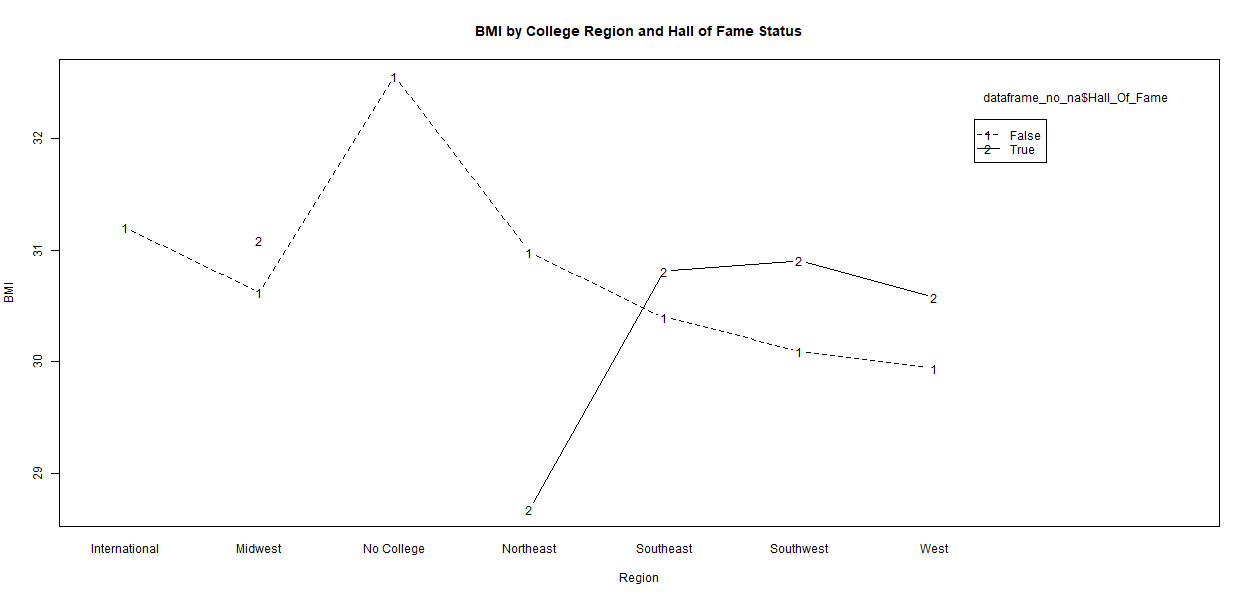 BMI by College Region and Hall of Fame Status
dataframe_no_na$Hall_Of_Fame
1 False
2 True
BMI
32
31
30
29
1
2
1
1
1
2
2
1
2
1
2
1
2
International Midwest No College Northeast Southeast Southwest West
Region